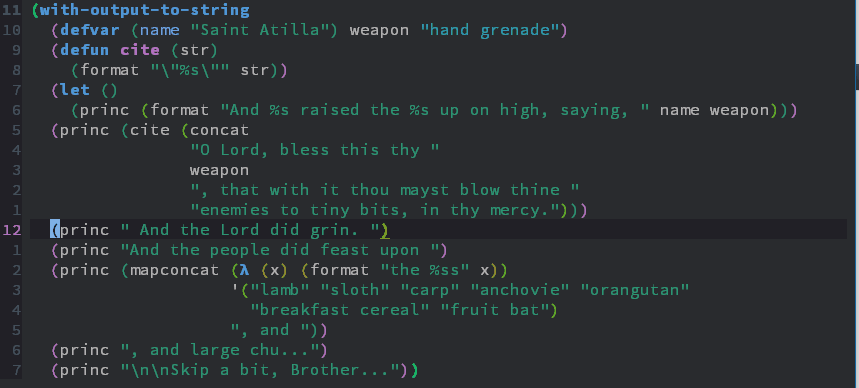 11 (with-output-to-string
10   (defvar (name "Saint Atilla") weapon "hand grenade")
9   (defun cite (str)
8     (format "\"%s\"" str))
7   (let ()
6     (princ (format "And %s raised the %s up on high, saying, " name weapon)))
5   (princ (cite (concat
4                 "O Lord, bless this thy "
3                 weapon
2                 ", that with it thou mayst blow thine "
1                 "enemies to tiny bits, in thy mercy.")))
12   (princ " And the Lord did grin. ")
1   (princ "And the people did feast upon ")
2   (princ (mapconcat (λ (x) (format "the %ss" x))
3                     '("lamb" "sloth" "carp" "anchovie" "orangutan"
4                       "breakfast cereal" "fruit bat")
5                     ", and "))
6   (princ ", and large chu...")
7   (princ "\n\nSkip a bit, Brother..."))